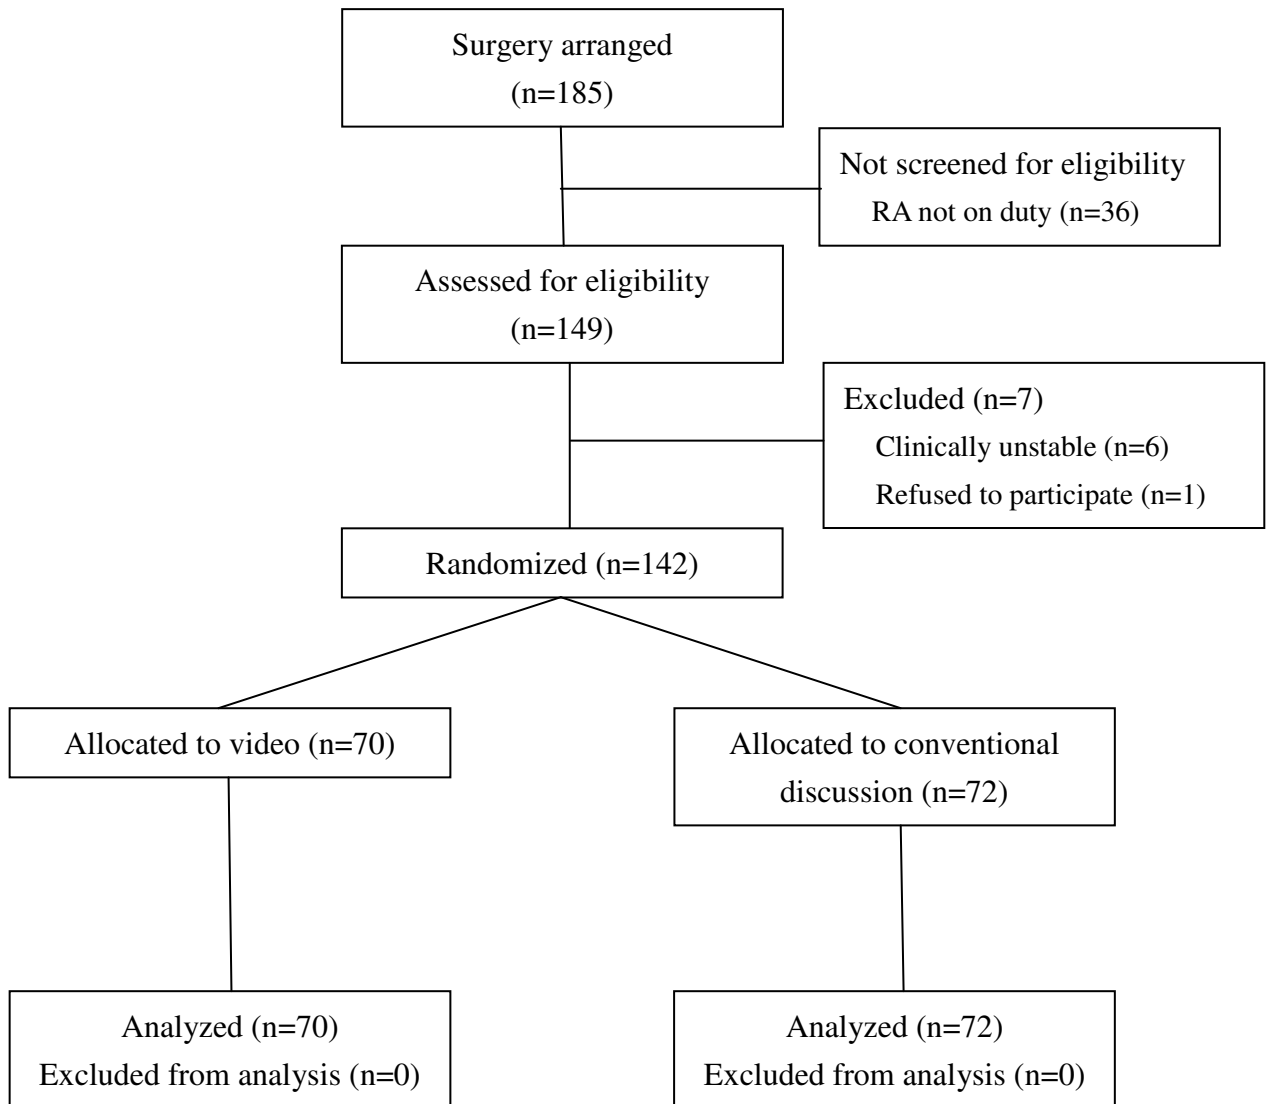 Surgery arranged
(n=185)
Not screened for eligibility
RA not on duty (n=36)
Assessed for eligibility
(n=149)
Excluded (n=7)
Clinically unstable (n=6)
Refused to participate (n=1)
Randomized (n=142)
Allocated to video (n=70)
Allocated to conventional
discussion (n=72)
Analyzed (n=70)
Excluded from analysis (n=0)
Analyzed (n=72)
Excluded from analysis (n=0)